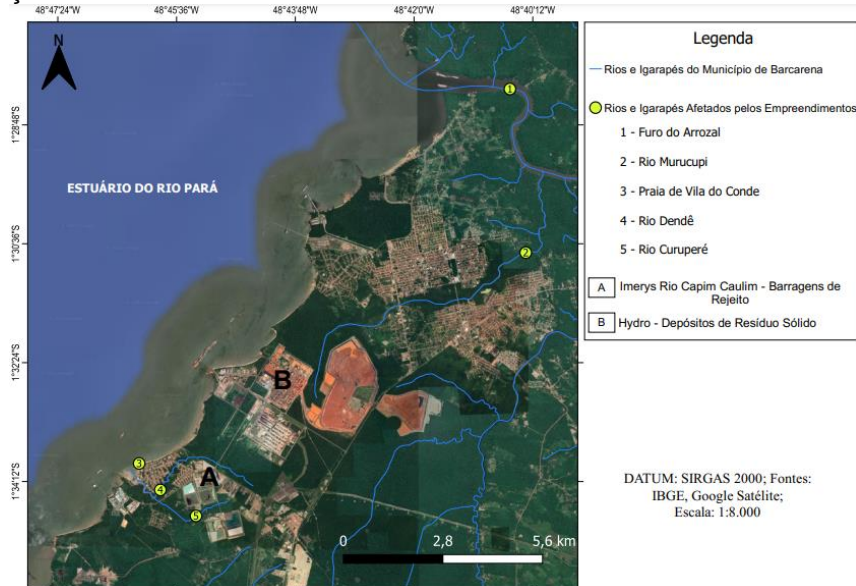 48°47'24"W 48°45'36"W 48°43'48"W 48°42'0"W 48°40'12"W
N
1°28'48"S
1°30'36"S
1°32'24"S
1°34'12"S
ESTUÁRIO DO RIO PARÁ
1
2
B
3
A
4
5
0 2,8 5,6 km
Legenda
Rios e Igarapés do Município de Barcarena
Rios e Igarapés Afetados pelos Empreendimentos
1 - Furo do Arrozal
2 - Rio Murucupi
3 - Praia de Vila do Conde
4 - Rio Dendê
5 - Rio Curuperé
A Imerys Rio Capim Caulim - Barragens de
Rejeito
B Hydro - Depósitos de Resíduo Sólido
DATUM: SIRGAS 2000; Fontes:
IBGE, Google Satélite;
Escala: 1:8.000